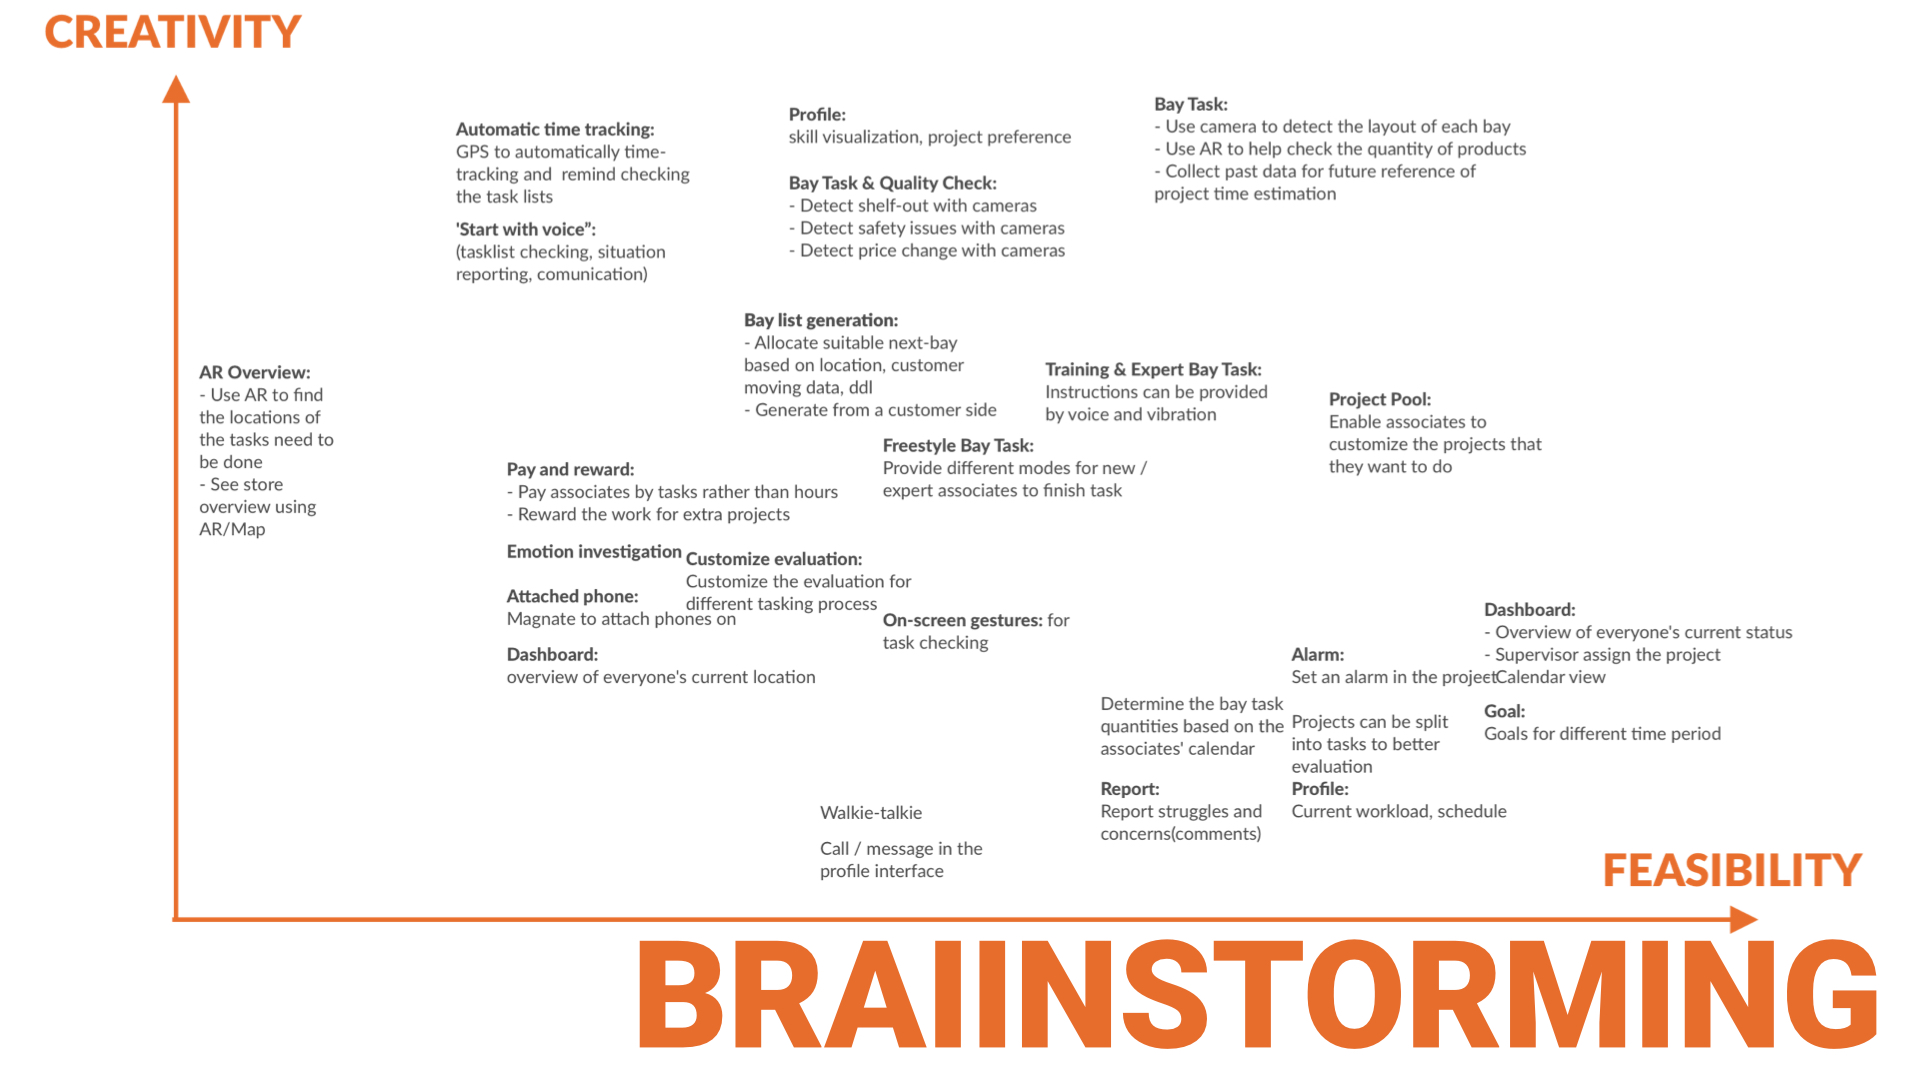 CREATIVITY
Automatic time tracking:
GPS to automatically time-
tracking and  remind checking
the task lists
'Start with voice”:
(tasklist checking, situation
reporting, comunication)
Profile:
skill visualization, project preference
Bay Task & Quality Check:
- Detect shelf-out with cameras
- Detect safety issues with cameras
- Detect price change with cameras
Bay Task:
- Use camera to detect the layout of each bay
- Use AR to help check the quantity of products
- Collect past data for future reference of
project time estimation
AR Overview:
- Use AR to find
the locations of
the tasks need to
be done
- See store
overview using
AR/Map
Bay list generation:
- Allocate suitable next-bay
based on location, customer
moving data, ddl
- Generate from a customer side
Training & Expert Bay Task:
Instructions can be provided
by voice and vibration
Project Pool:
Enable associates to
customize the projects that
they want to do
Freestyle Bay Task:
Provide different modes for new /
expert associates to finish task
Pay and reward:
- Pay associates by tasks rather than hours
- Reward the work for extra projects
Emotion investigation
Customize evaluation:
Customize the evaluation for
different tasking process
Attached phone:
Magnate to attach phones on
On-screen gestures: for
task checking
Dashboard:
overview of everyone's current location
Dashboard:
- Overview of everyone's current status
- Supervisor assign the project
- Calendar view
Alarm:
Set an alarm in the project
Goal:
Goals for different time period
Determine the bay task
quantities based on the
associates' calendar
Projects can be split
into tasks to better
evaluation
Report:
Report struggles and
concerns(comments)
Profile:
Current workload, schedule
Walkie-talkie
Call / message in the
profile interface
FEASIBILITY
BRAIINSTORMING